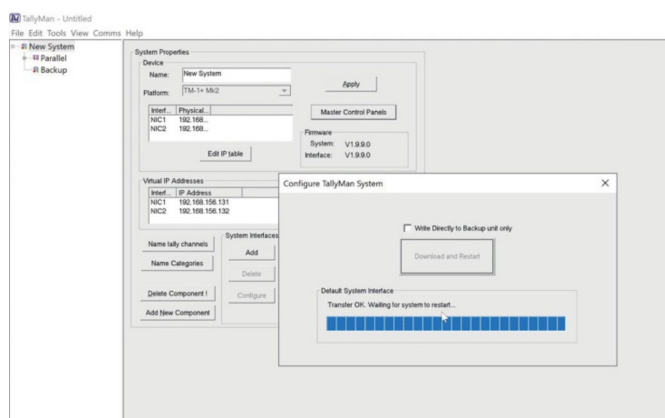 TallyMan - Untitled
File Edit Tools View Comms Help
New System
Parallel
Backup
System Properties
Device
Name: New System
Platform: TM-1+ Mk2
Apply
Interf... Physical...
NIC1 192.168...
NIC2 192.168...
Master Control Panels
Edit IP table
Firmware
System: V1.9.9.0
Interface: V1.9.9.0
Virtual IP Addresses
Interf... IP Address
NIC1 192.168.156.131
NIC2 192.168.156.132
Name tally channels
Name Categories
Delete Component !
Add New Component
System Interfaces
Add
Delete
Configure
Configure TallyMan System
Write Directly to Backup unit only
Download and Restart
Default System Interface
Transfer OK. Waiting for system to restart...